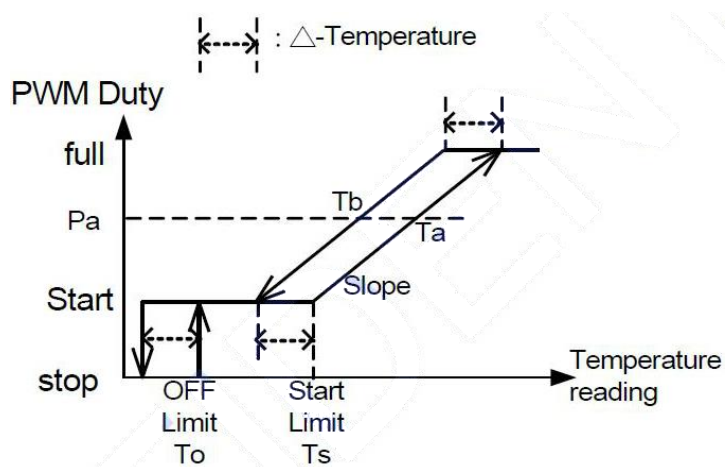 : △-Temperature
PWM Duty
full
Tb
Pa
Ta
Start
Slope
stop
Temperature
reading
OFF
Limit
To
Start
Limit
Ts